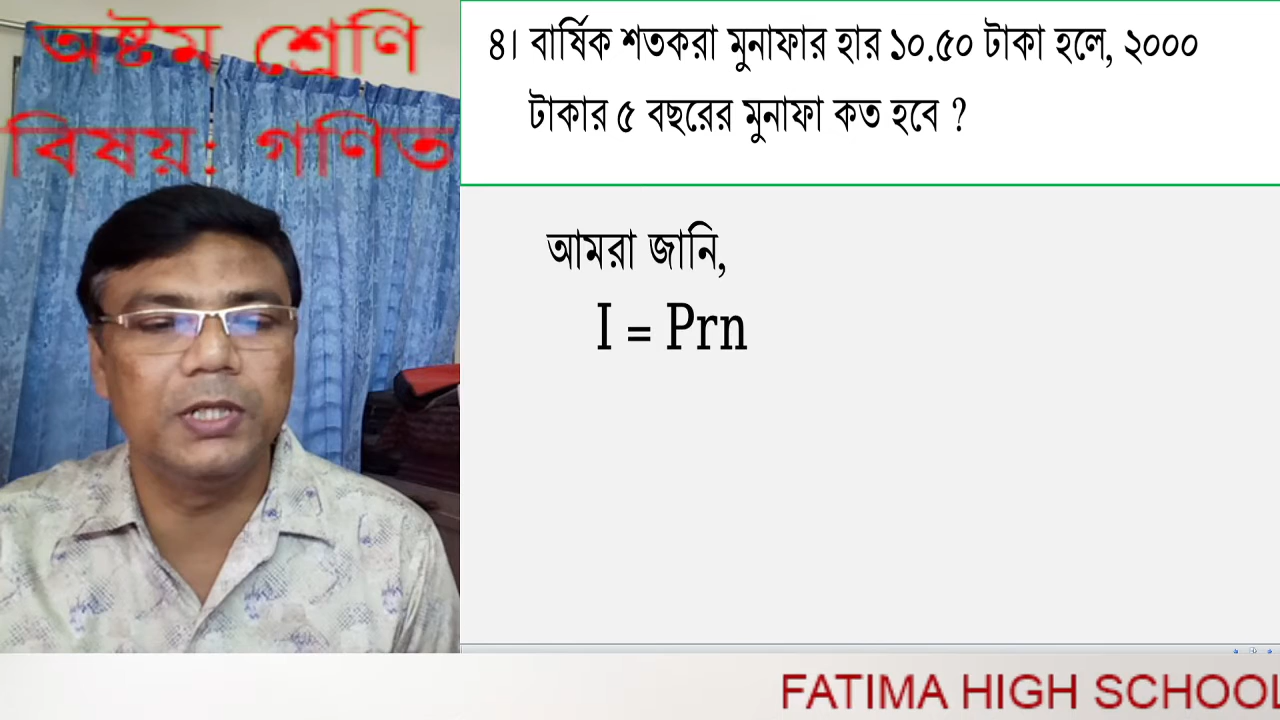 অষ্টম শ্রেণি
বিষয়: গণিত
৪। বার্ষিক শতকরা মুনাফার হার ১০.৫০ টাকা হলে, ২০০০
টাকার ৫ বছরের মুনাফা কত হবে ?
আমরা জানি,
I = Prn
FATIMA HIGH SCHOOL